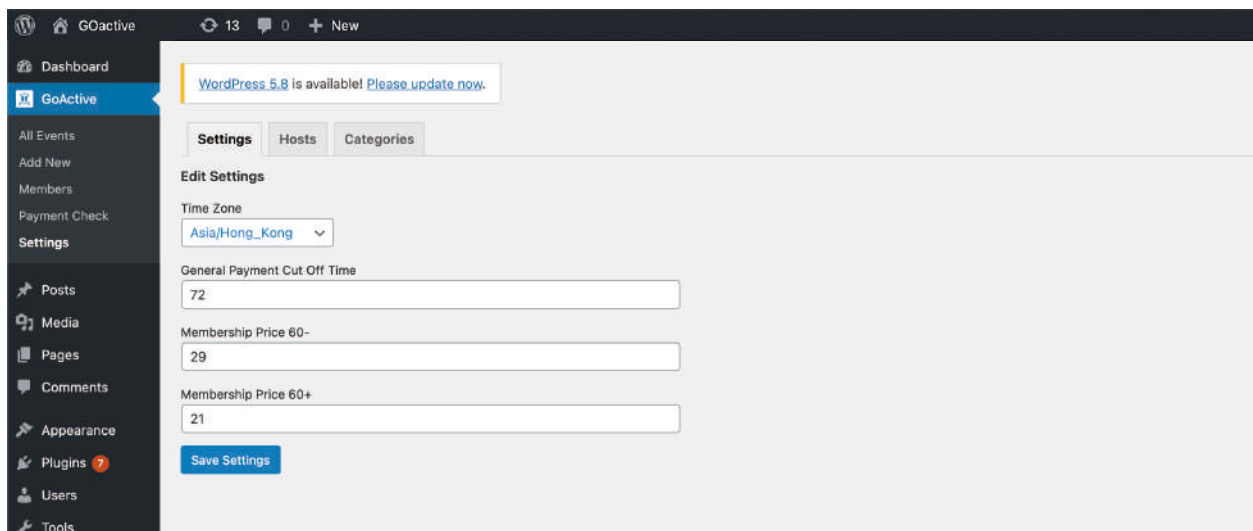 GOactive 13 0 New
Dashboard
GoActive
All Events
Add New
Members
Payment Check
Settings
Posts
Media
Pages
Comments
Appearance
Plugins 7
Users
Tools
WordPress 5.8 is available! Please update now.
Settings Hosts Categories
Edit Settings
Time Zone
Asia/Hong_Kong
General Payment Cut Off Time
72
Membership Price 60-
29
Membership Price 60+
21
Save Settings